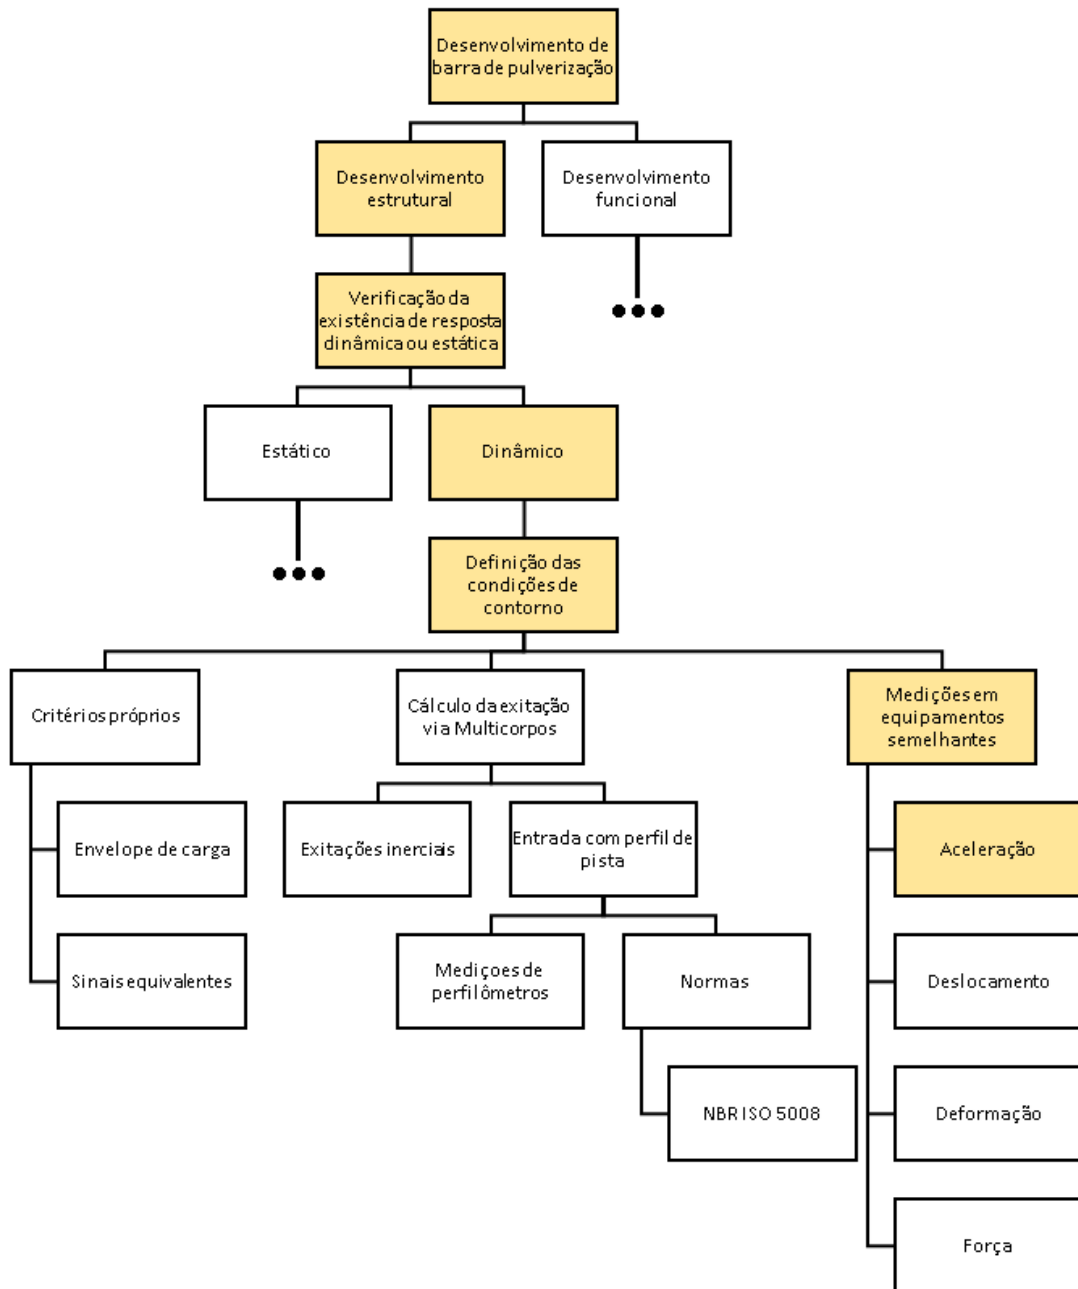 Desenvolvimento de
barra de pulverização
Desenvolvimento
estrutural
Desenvolvimento
funcional
Verificação da
existência de resposta
dinâmica ou estática
Estático
Dinâmico
Definição das
condições de
contorno
Critérios próprios
Cálculo da exitação
via Multicorpos
Medições em
equipamentos
semelhantes
Envelope de carga
Exitações inerciais
Entrada com perfil de
pista
Aceleração
Sinais equivalentes
Mediçoes de
perfilômetros
Normas
Deslocamento
NBR ISO 5008
Deformação
Força